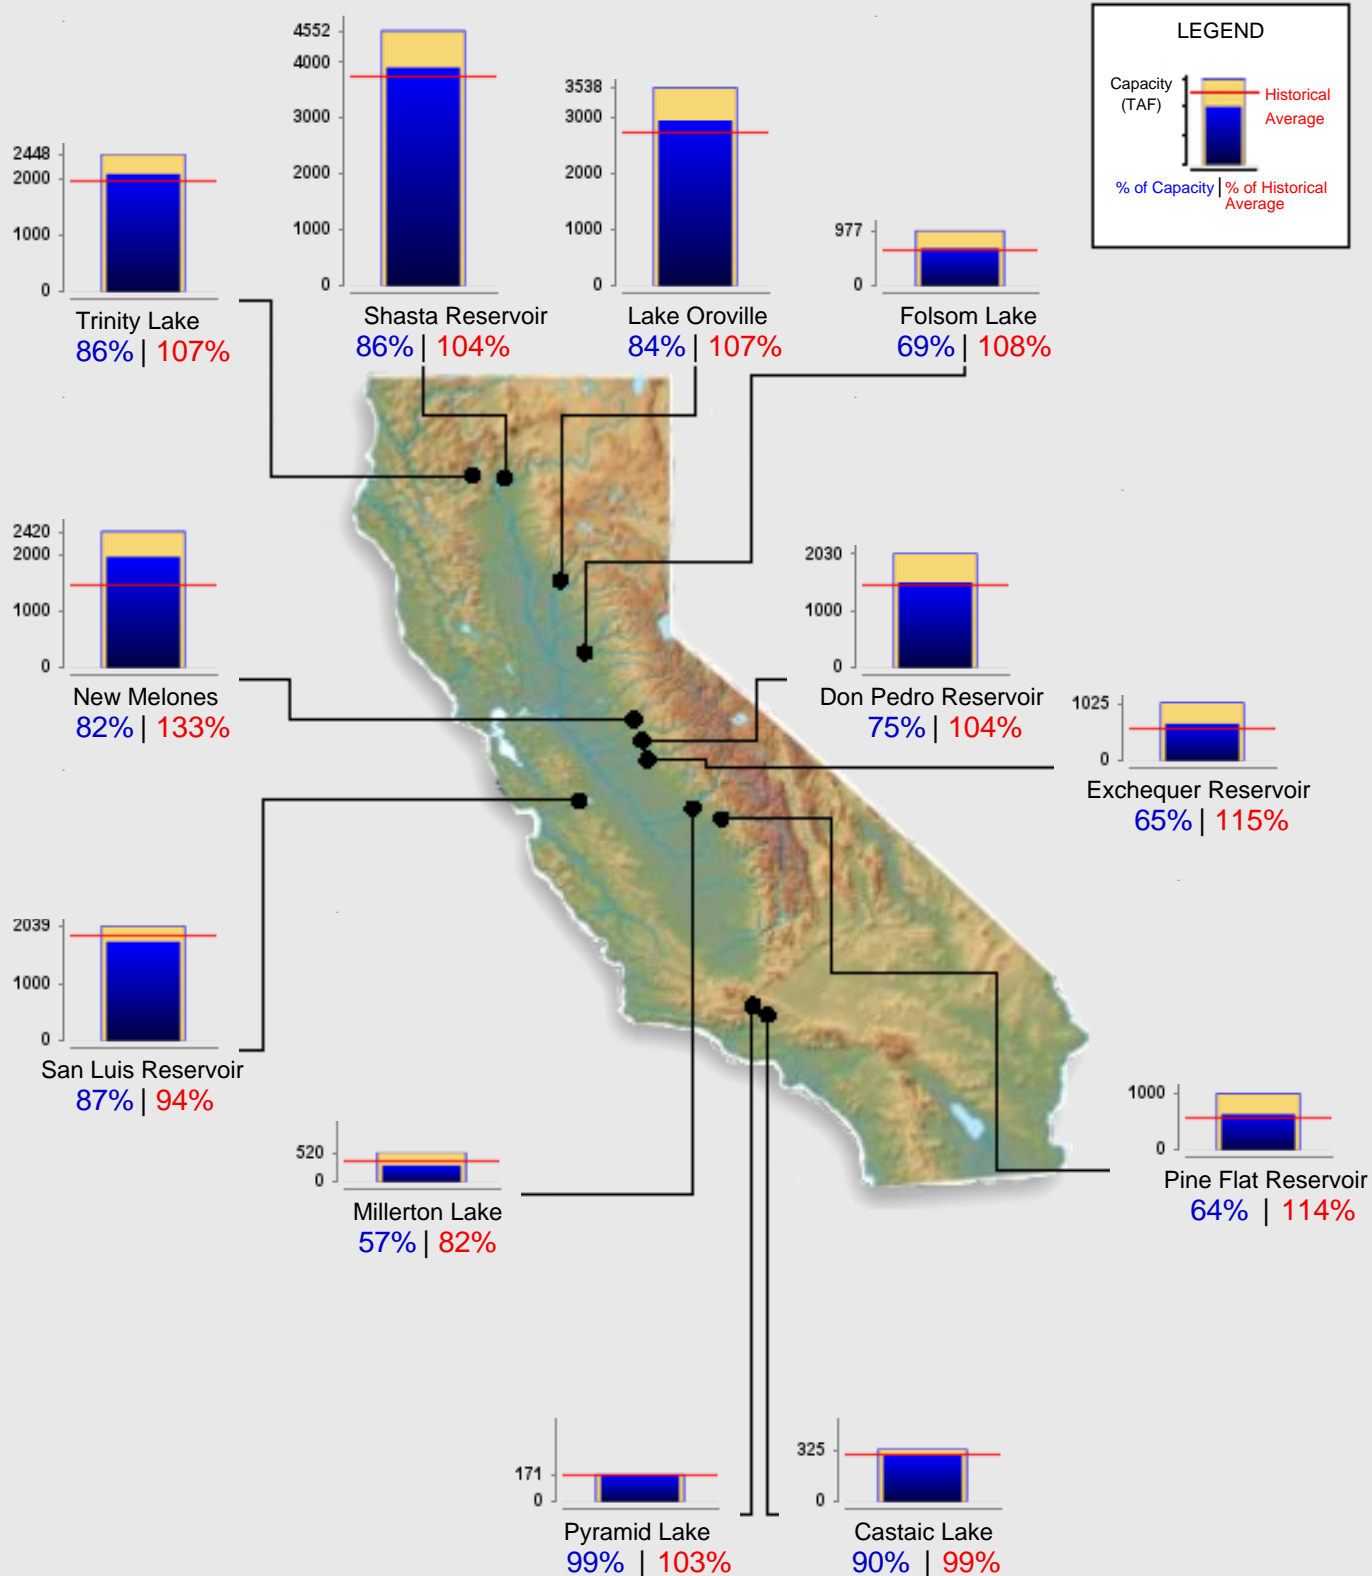 LEGEND
Capacity
(TAF)
Historical
Average
% of Capacity | % of Historical
Average
2448
2000
1000
0
Trinity Lake
86% | 107%
4552
4000
3000
2000
1000
0
Shasta Reservoir
86% | 104%
3538
3000
2000
1000
0
Lake Oroville
84% | 107%
977
0
Folsom Lake
69% | 108%
2420
2000
1000
0
New Melones
82% | 133%
2030
1000
0
Don Pedro Reservoir
75% | 104%
1025
0
Exchequer Reservoir
65% | 115%
2039
1000
0
San Luis Reservoir
87% | 94%
520
0
Millerton Lake
57% | 82%
1000
0
Pine Flat Reservoir
64% | 114%
171
0
Pyramid Lake
99% | 103%
325
0
Castaic Lake
90% | 99%